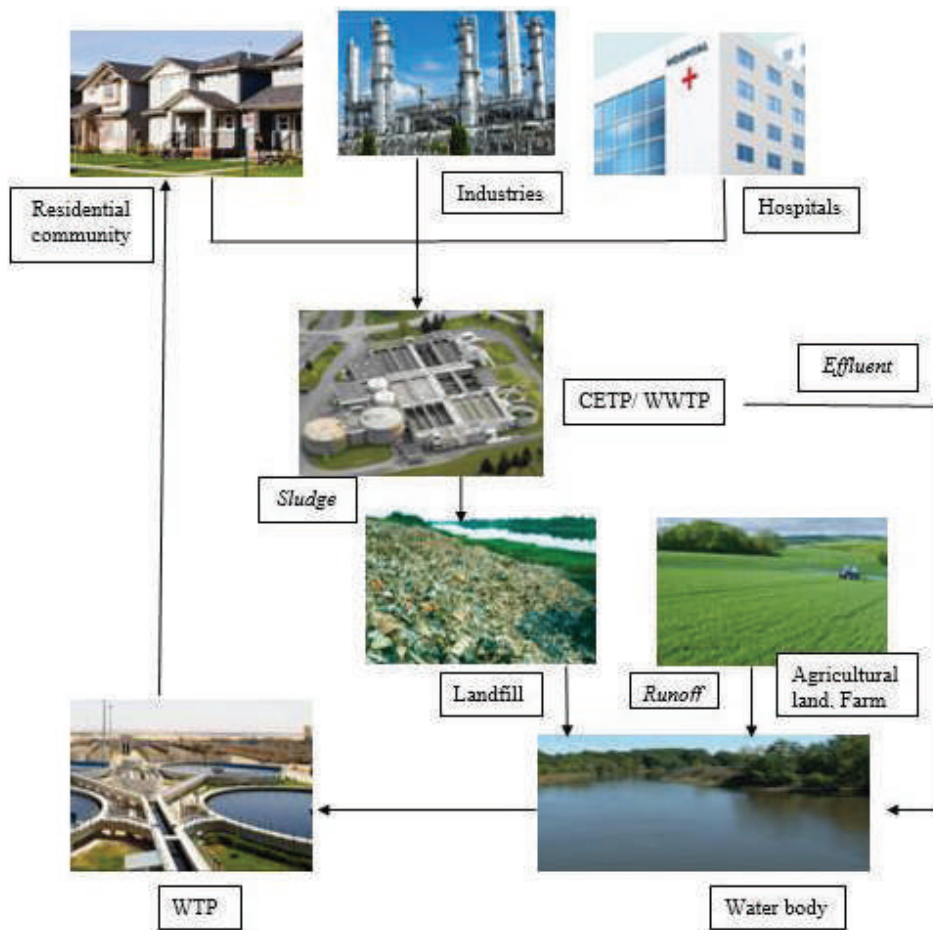 HOSPITAL
Residential
community
Industries
Hospitals
Effluent
CETP/ WWTP
Sludge
Landfill
Runoff
Agricultural
land, Farm
WTP
Water body